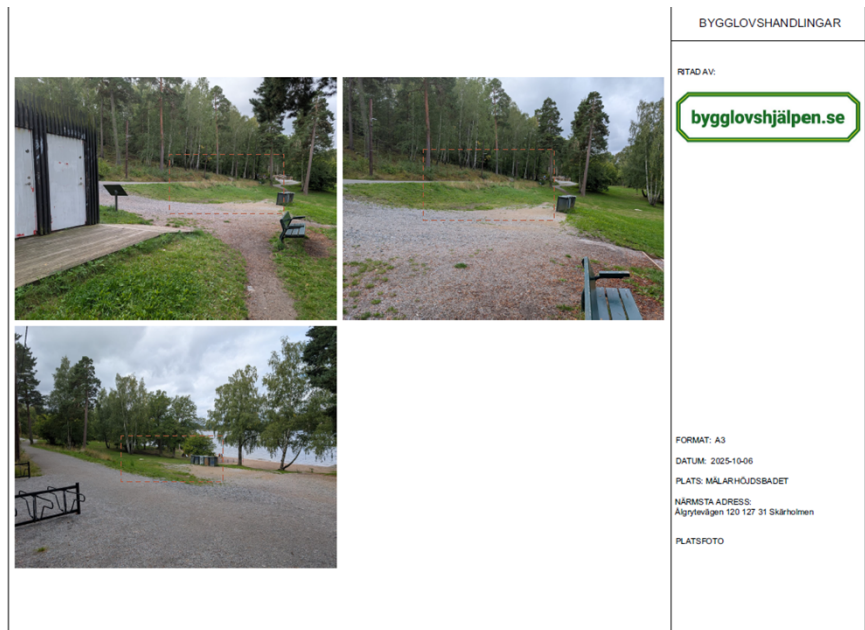 BYGGLOVSHANDLINGAR
RITAD AV:
bygglovshjälpen.se
FORMAT: A3
DATUM: 2025-10-06
PLATS: MÄLARHÖJDSBADET
NÄRMSTA ADRESS:
Ålgrytevägen 120 127 31 Skärholmen
PLATSFOTO